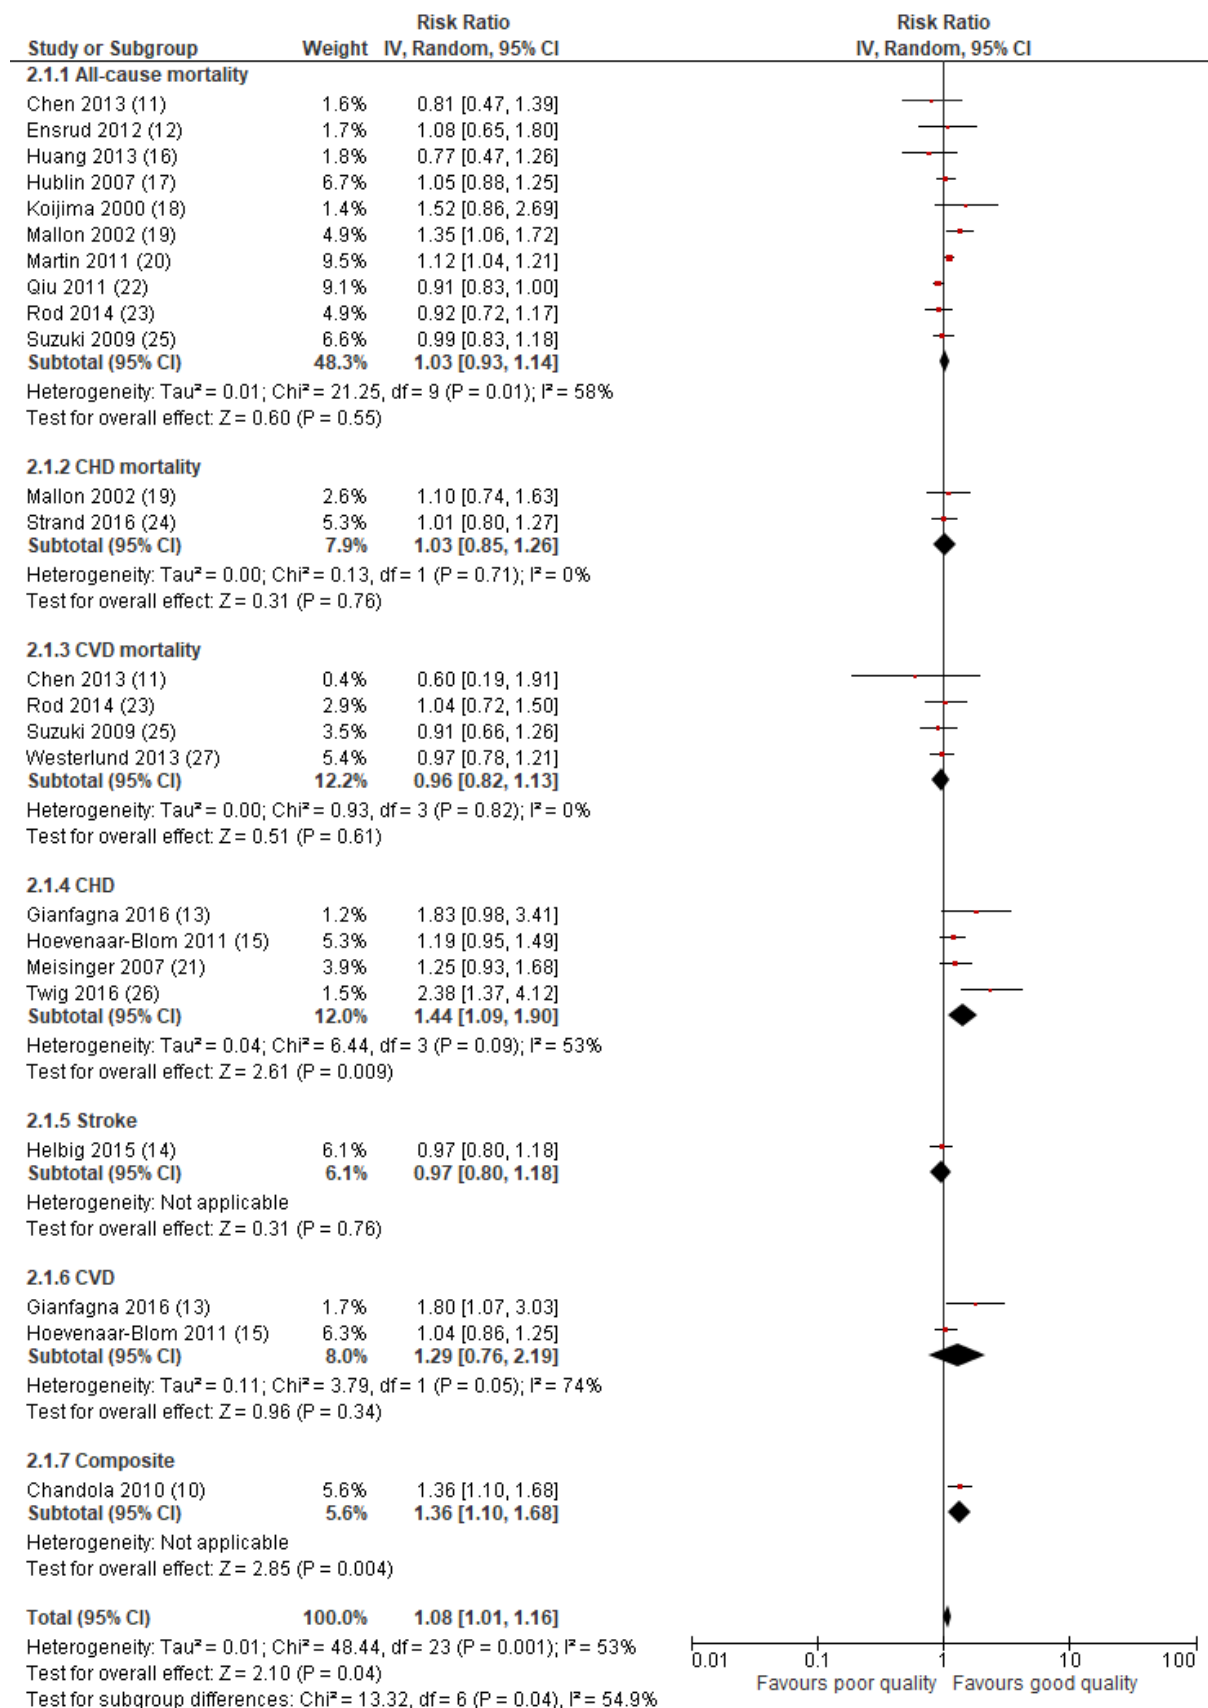 Risk Ratio Risk Ratio
Study or Subgroup Weight IV, Random, 95% CI IV, Random, 95% CI
2.1.1 All-cause mortality
Chen 2013 (11) 1.6% 0.81 [0.47, 1.39]
Ensrud 2012 (12) 1.7% 1.08 [0.65, 1.80]
Huang 2013 (16) 1.8% 0.77 [0.47, 1.26]
Hublin 2007 (17) 6.7% 1.05 [0.88, 1.25]
Koijima 2000 (18) 1.4% 1.52 [0.86, 2.69]
Mallon 2002 (19) 4.9% 1.35 [1.06, 1.72]
Martin 2011 (20) 9.5% 1.12 [1.04, 1.21]
Qiu 2011 (22) 9.1% 0.91 [0.83, 1.00]
Rod 2014 (23) 4.9% 0.92 [0.72, 1.17]
Suzuki 2009 (25) 6.6% 0.99 [0.83, 1.18]
Subtotal (95% CI) 48.3% 1.03 [0.93, 1.14]
Heterogeneity: Tau² = 0.01; Chi² = 21.25, df = 9 (P = 0.01); I² = 58%
Test for overall effect: Z = 0.60 (P = 0.55)
2.1.2 CHD mortality
Mallon 2002 (19) 2.6% 1.10 [0.74, 1.63]
Strand 2016 (24) 5.3% 1.01 [0.80, 1.27]
Subtotal (95% CI) 7.9% 1.03 [0.85, 1.26]
Heterogeneity: Tau² = 0.00; Chi² = 0.13, df = 1 (P = 0.71); I² = 0%
Test for overall effect: Z = 0.31 (P = 0.76)
2.1.3 CVD mortality
Chen 2013 (11) 0.4% 0.60 [0.19, 1.91]
Rod 2014 (23) 2.9% 1.04 [0.72, 1.50]
Suzuki 2009 (25) 3.5% 0.91 [0.66, 1.26]
Westerlund 2013 (27) 5.4% 0.97 [0.78, 1.21]
Subtotal (95% CI) 12.2% 0.96 [0.82, 1.13]
Heterogeneity: Tau² = 0.00; Chi² = 0.93, df = 3 (P = 0.82); I² = 0%
Test for overall effect: Z = 0.51 (P = 0.61)
2.1.4 CHD
Gianfagna 2016 (13) 1.2% 1.83 [0.98, 3.41]
Hoevenaar-Blom 2011 (15) 5.3% 1.19 [0.95, 1.49]
Meisinger 2007 (21) 3.9% 1.25 [0.93, 1.68]
Twig 2016 (26) 1.5% 2.38 [1.37, 4.12]
Subtotal (95% CI) 12.0% 1.44 [1.09, 1.90]
Heterogeneity: Tau² = 0.04; Chi² = 6.44, df = 3 (P = 0.09); I² = 53%
Test for overall effect: Z = 2.61 (P = 0.009)
2.1.5 Stroke
Helbig 2015 (14) 6.1% 0.97 [0.80, 1.18]
Subtotal (95% CI) 6.1% 0.97 [0.80, 1.18]
Heterogeneity: Not applicable
Test for overall effect: Z = 0.31 (P = 0.76)
2.1.6 CVD
Gianfagna 2016 (13) 1.7% 1.80 [1.07, 3.03]
Hoevenaar-Blom 2011 (15) 6.3% 1.04 [0.86, 1.25]
Subtotal (95% CI) 8.0% 1.29 [0.76, 2.19]
Heterogeneity: Tau² = 0.11; Chi² = 3.79, df = 1 (P = 0.05); I² = 74%
Test for overall effect: Z = 0.96 (P = 0.34)
2.1.7 Composite
Chandola 2010 (10) 5.6% 1.36 [1.10, 1.68]
Subtotal (95% CI) 5.6% 1.36 [1.10, 1.68]
Heterogeneity: Not applicable
Test for overall effect: Z = 2.85 (P = 0.004)
Total (95% CI) 100.0% 1.08 [1.01, 1.16]
Heterogeneity: Tau² = 0.01; Chi² = 48.44, df = 23 (P = 0.001); I² = 53%
Test for overall effect: Z = 2.10 (P = 0.04)
Test for subgroup differences: Chi² = 13.32, df = 6 (P = 0.04), I² = 54.9%
0.01 0.1 1 10 100
Favours poor quality Favours good quality